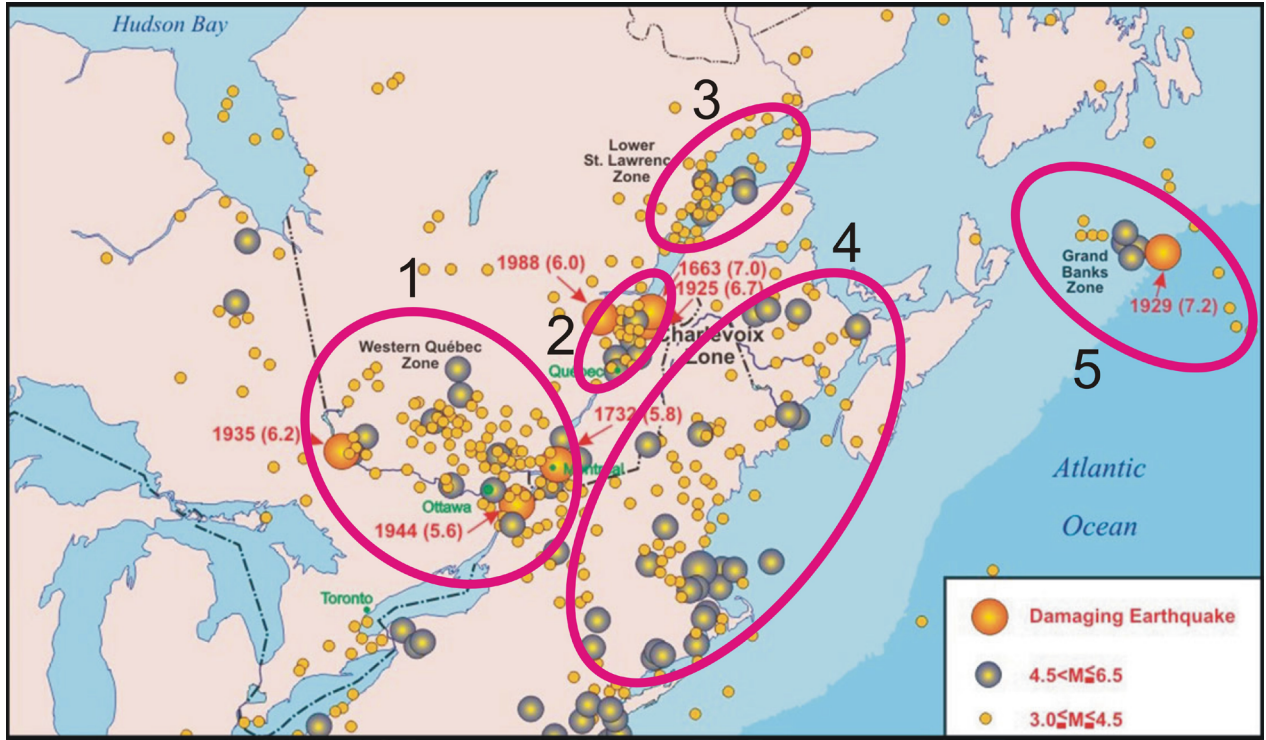 Hudson Bay
3
Lower
St. Lawrenc
Zone
1988 (6.0)
1663 (7.0)
1925 (6.7)
4
Grand
Banks
Zone
1929 (7.2)
1
2
Charlevoix
Zone
Western Québec
Zone
Québec
5
1935 (6.2)
1732 (5.8)
Montreal
Ottawa
1944 (5.6)
Atlantic
Ocean
Toronto
Damaging Earthquake
4.5<M≦6.5
3.0≦M≦4.5